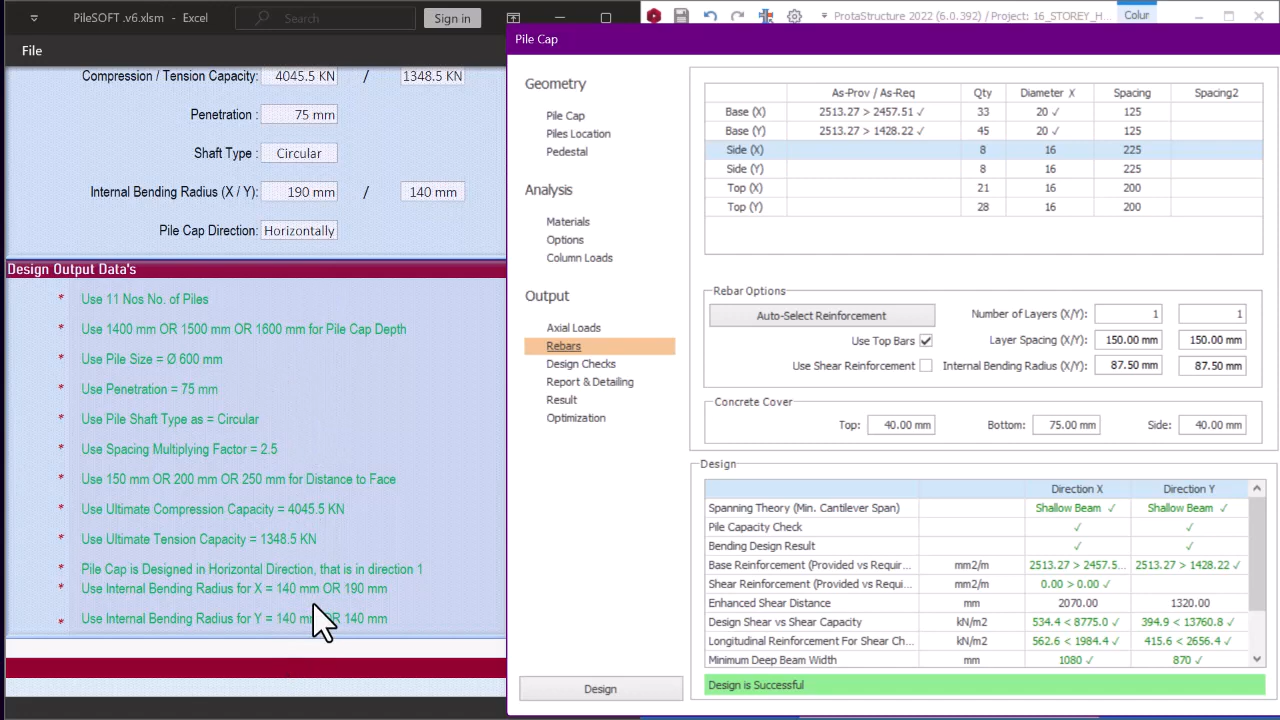 PileSOFT .v6.xlsm - Excel
Search
Sign in
File
Compression / Tension Capacity: 4045.5 KN / 1348.5 KN
Penetration : 75 mm
Shaft Type : Circular
Internal Bending Radius (X / Y): 190 mm / 140 mm
Pile Cap Direction: Horizontally
Design Output Data's
* Use 11 Nos No. of Piles
* Use 1400 mm OR 1500 mm OR 1600 mm for Pile Cap Depth
* Use Pile Size = Ø 600 mm
* Use Penetration = 75 mm
* Use Pile Shaft Type as = Circular
* Use Spacing Multiplying Factor = 2.5
* Use 150 mm OR 200 mm OR 250 mm for Distance to Face
* Use Ultimate Compression Capacity = 4045.5 KN
* Use Ultimate Tension Capacity = 1348.5 KN
* Pile Cap is Designed in Horizontal Direction, that is in direction 1
* Use Internal Bending Radius for X = 140 mm OR 190 mm
* Use Internal Bending Radius for Y = 140 OR 140 mm
ProtaStructure 2022 (6.0.392) / Project: 16_STOREY_H...
Colur
Pile Cap
Geometry
Pile Cap
Piles Location
Pedestal
Analysis
Materials
Options
Column Loads
Output
Axial Loads
Rebars
Design Checks
Report & Detailing
Result
Optimization
Design
As-Prov / As-Req Qty Diameter X Spacing Spacing2
Base (X) 2513.27 > 2457.51 ✓ 33 20 ✓ 125
Base (Y) 2513.27 > 1428.22 ✓ 45 20 ✓ 125
Side (X) 8 16 225
Side (Y) 8 16 225
Top (X) 21 16 200
Top (Y) 28 16 200
Rebar Options
Auto-Select Reinforcement Number of Layers (X/Y): 1 1
Use Top Bars ✓ Layer Spacing (X/Y): 150.00 mm 150.00 mm
Use Shear Reinforcement Internal Bending Radius (X/Y): 87.50 mm 87.50 mm
Concrete Cover
Top: 40.00 mm Bottom: 75.00 mm Side: 40.00 mm
Design
Direction X Direction Y
Spanning Theory (Min. Cantilever Span) Shallow Beam ✓ Shallow Beam ✓
Pile Capacity Check ✓ ✓
Bending Design Result ✓ ✓
Base Reinforcement (Provided vs Requir... mm2/m 2513.27 > 2457.5... 2513.27 > 1428.22 ✓
Shear Reinforcement (Provided vs Requi... mm2/m 0.00 > 0.00 ✓
Enhanced Shear Distance mm 2070.00 1320.00
Design Shear vs Shear Capacity kN/m2 534.4 < 8775.0 ✓ 394.9 < 13760.8 ✓
Longitudinal Reinforcement For Shear Ch... kN/m2 562.6 < 1984.4 ✓ 415.6 < 2656.4 ✓
Minimum Deep Beam Width mm 1080 ✓ 870 ✓
Design is Successful